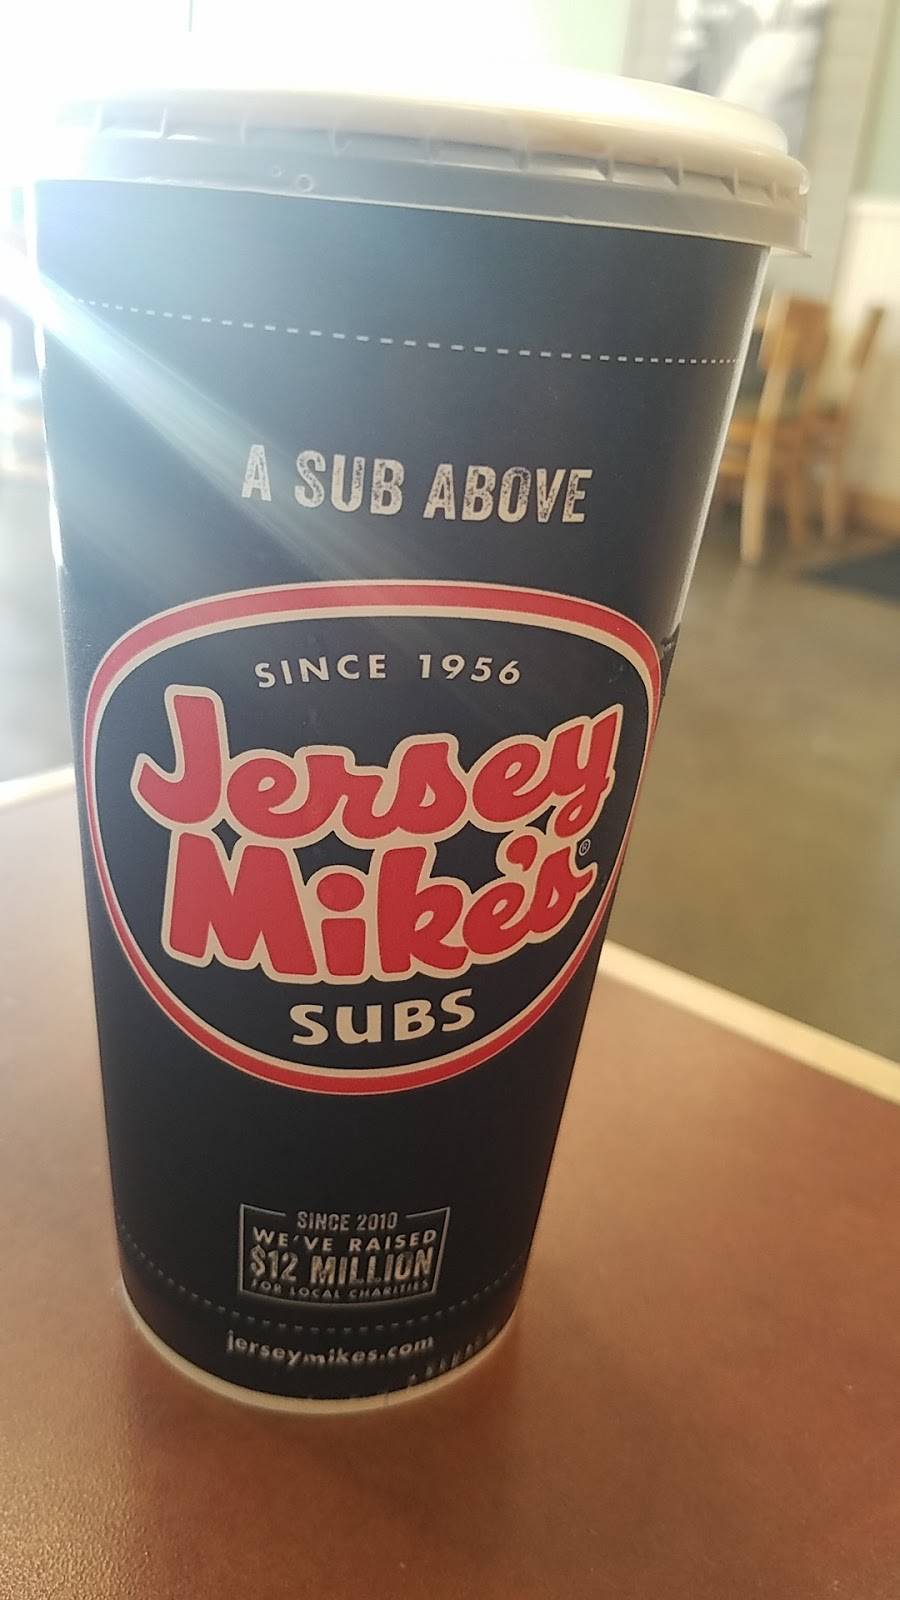 A SUB ABOVE
SINCE 1956
Jersey
Mike's®
SUBS
SINCE 2010
WE'VE RAISED
$12 MILLION
FOR LOCAL CHARITIES
jerseymikes.com